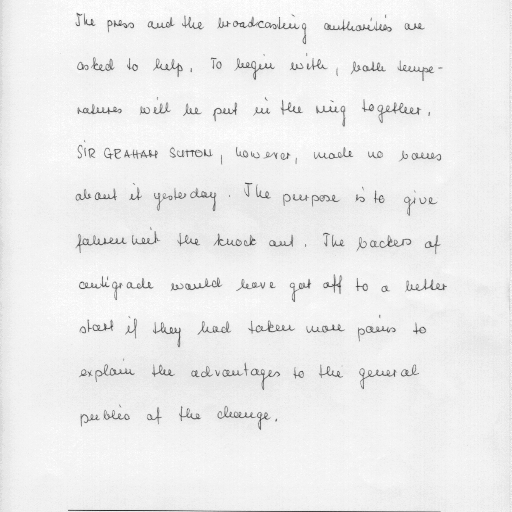 The press and the broadcasting authorities are
asked to help. To begin with, both tempe-
ratures will be put in the ring together.
SIR GRAHAM SUTTON, however, made no bones
about it yesterday. The purpose is to give
fahrenheit the knock out. The backers of
centigrade would have got off to a better
start if they had taken more pains to
explain the advantages to the general
public of the change.